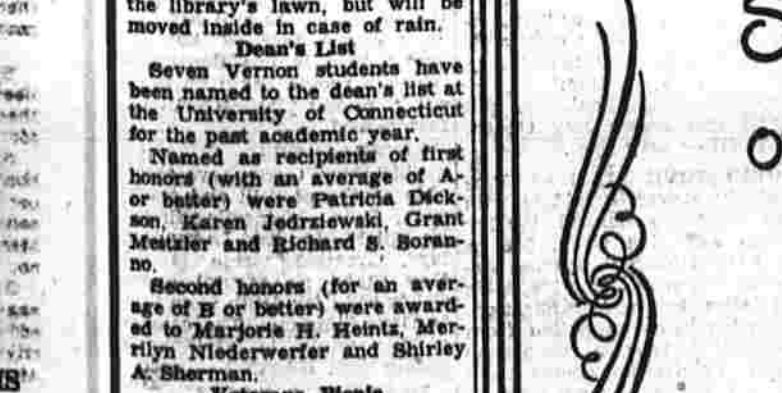 the library's lawn, but will be
moved inside in case of rain.
Dean's List
Seven Vernon students have
been named to the dean's list at
the University of Connecticut
for the past academic year.
Named as recipients of first
honors (with an average of A-
or better) were Patricia Dick-
son, Karen Jedrziewski, Grant
Meitzler and Richard S. Soran-
no.
Second honors (for an aver-
age of B or better) were award-
ed to Marjorie H. Heintz, Mer-
rilyn Niederwerfer and Shirley
A. Sherman.